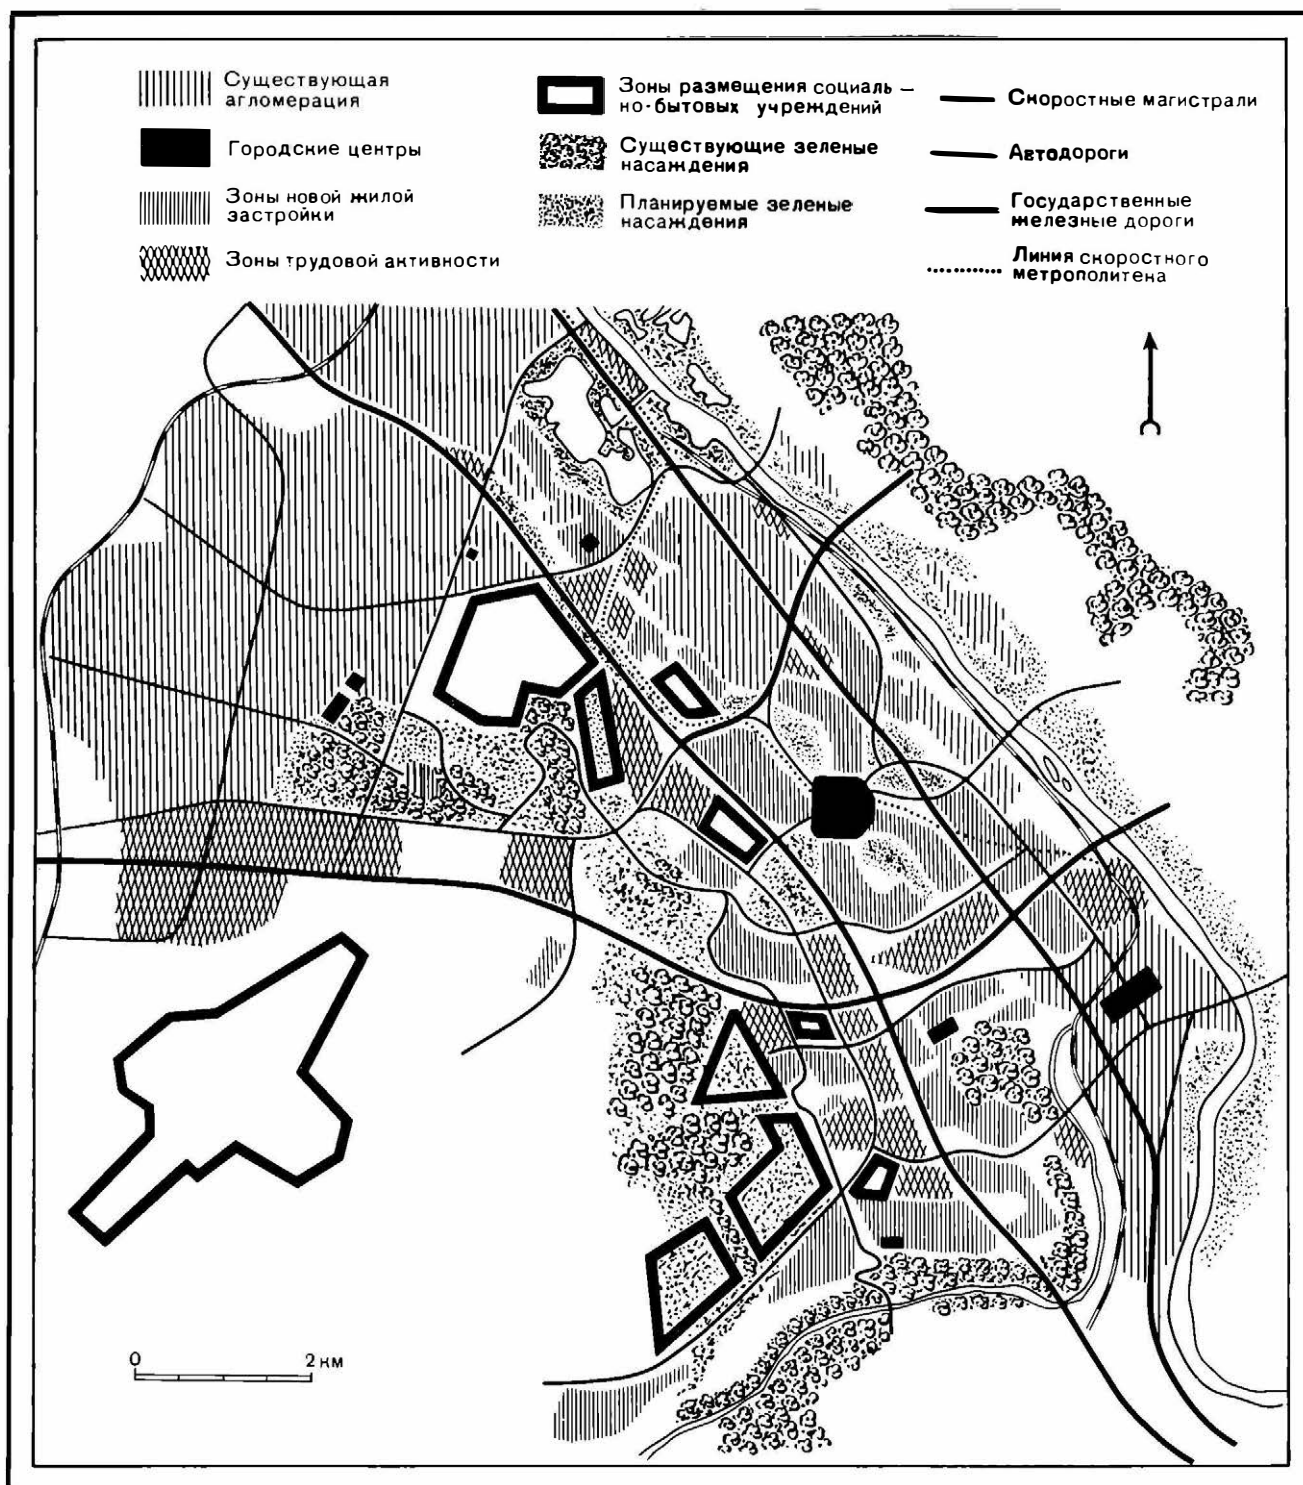 Существующая
агломерация
Городские центры
Зоны новой жилой
застройки
Зоны трудовой активности
Зоны размещения социаль –
но-бытовых учреждений
Существующие зеленые
насаждения
Планируемые зеленые
насаждения
Скоростные магистрали
Автодороги
Государственные
железные дороги
Линия скоростного
метрополитена
0 2 км